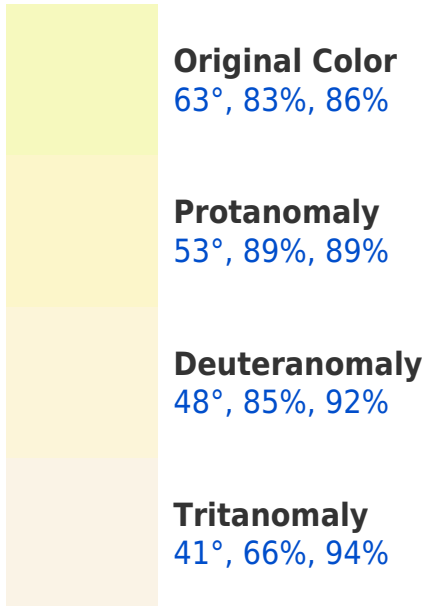 Original Color
63°, 83%, 86%
Protanomaly
53°, 89%, 89%
Deuteranomaly
48°, 85%, 92%
Tritanomaly
41°, 66%, 94%